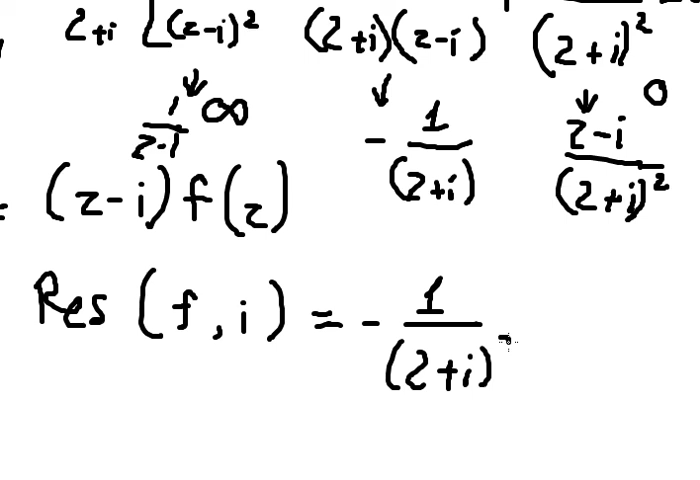 2+i [(z-i)² (2+i)(z-i) (2+i)²
↓ ∞ ↓ ↓ 0
1/(z-i) - 1/(2+i) (z-i)/(2+i)²
= (z-i) f(z)
Res (f, i) = - 1/(2+i) -